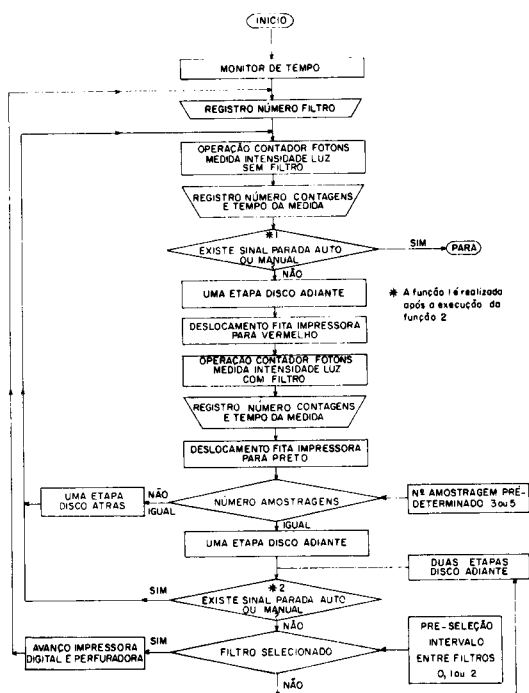 INICIO
MONITOR DE TEMPO
REGISTRO NÚMERO FILTRO
OPERAÇÃO CONTADOR FOTONS
MEDIDA INTENSIDADE LUZ
SEM FILTRO
REGISTRO NÚMERO CONTAGENS
E TEMPO DA MEDIDA
*1
EXISTE SINAL PARADA AUTO
OU MANUAL
SIM
PARA
NÃO
* A função 1 é realizada
após a execução da
função 2
UMA ETAPA DISCO ADIANTE
DESLOCAMENTO FITA IMPRESSORA
PARA VERMELHO
OPERAÇÃO CONTADOR FOTONS
MEDIDA INTENSIDADE LUZ
COM FILTRO
REGISTRO NÚMERO CONTAGENS
E TEMPO DA MEDIDA
DESLOCAMENTO FITA IMPRESSORA
PARA PRETO
UMA ETAPA
DISCO ATRAS
NÃO
IGUAL
NÚMERO AMOSTRAGENS
Nº AMOSTRAGEM PRE-
DETERMINADO 3 ou 5
IGUAL
UMA ETAPA DISCO ADIANTE
DUAS ETAPAS
DISCO ADIANTE
SIM
*2
EXISTE SINAL PARADA AUTO
OU MANUAL
NÃO
AVANÇO IMPRESSORA
DIGITAL E PERFURADORA
SIM
FILTRO SELECIONADO
PRE-SELEÇÃO
INTERVALO
ENTRE FILTROS
0, 1 ou 2
NÃO